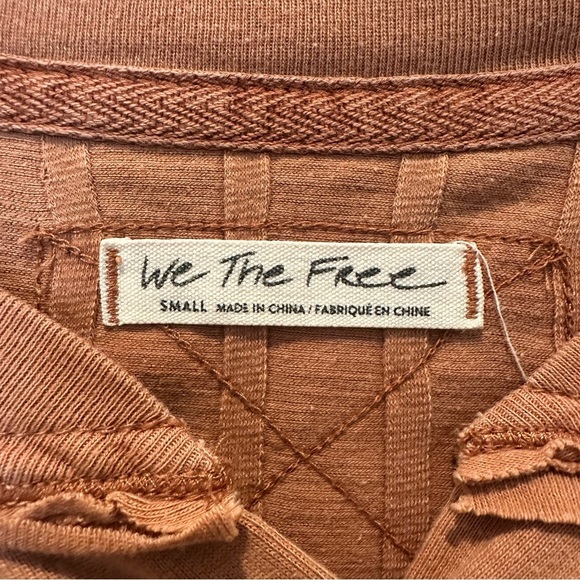 We The Free
SMALL MADE IN CHINA / FABRIQUÉ EN CHINE